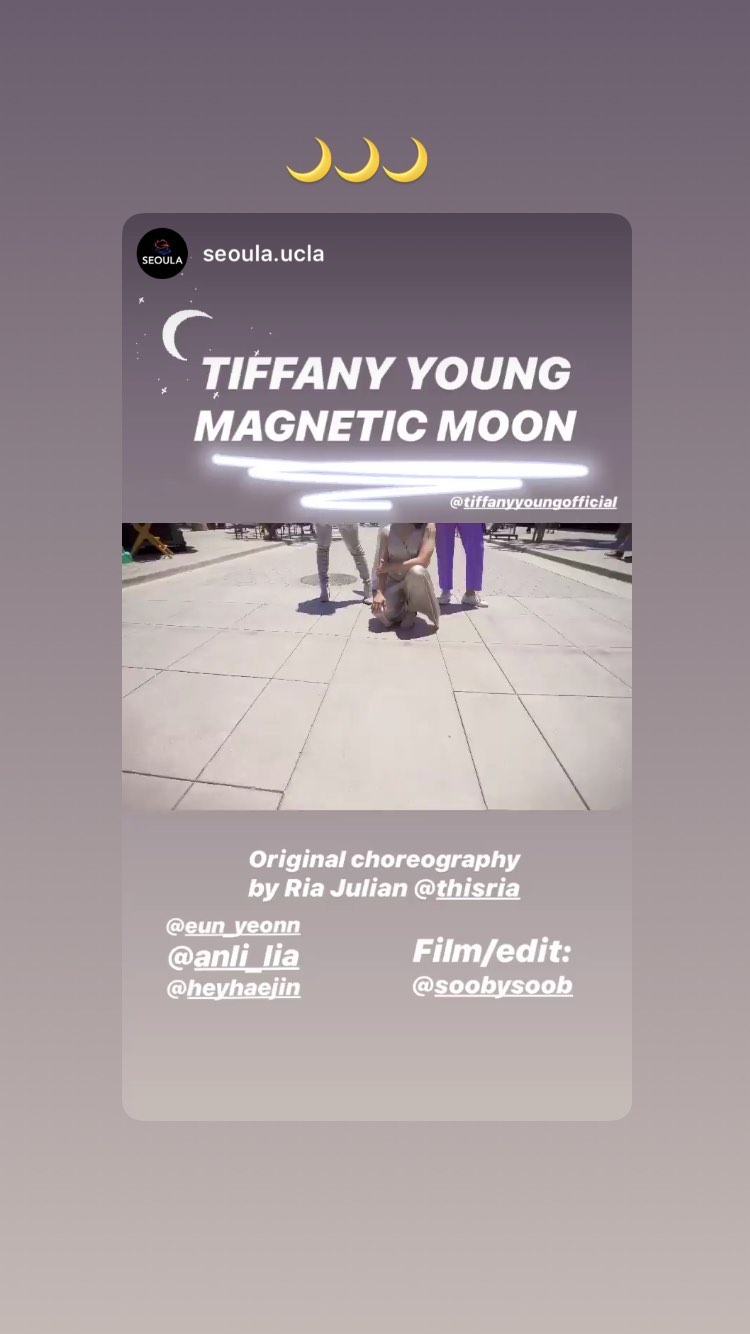 🌙🌙🌙
SEOULA
seoula.ucla
TIFFANY YOUNG
MAGNETIC MOON
@tiffanyyoungofficial
Original choreography
by Ria Julian @thisria
@eun_yeonn
@anli_lia
@heyhaejin
Film/edit:
@soobysoob